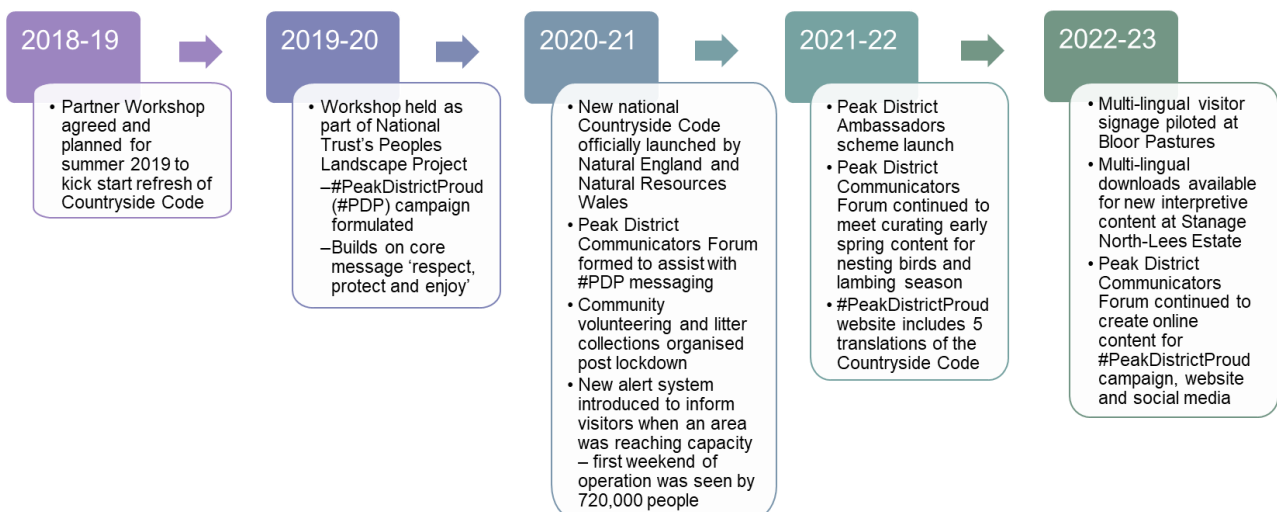 2018-19
• Partner Workshop
agreed and
planned for
summer 2019 to
kick start refresh of
Countryside Code
2019-20
• Workshop held as
part of National
Trust's Peoples
Landscape Project
–#PeakDistrictProud
(#PDP) campaign
formulated
–Builds on core
message ‘respect,
protect and enjoy’
2020-21
• New national
Countryside Code
officially launched by
Natural England and
Natural Resources
Wales
• Peak District
Communicators Forum
formed to assist with
#PDP messaging
• Community
volunteering and litter
collections organised
post lockdown
• New alert system
introduced to inform
visitors when an area
was reaching capacity
– first weekend of
operation was seen by
720,000 people
2021-22
• Peak District
Ambassadors
scheme launch
• Peak District
Communicators
Forum continued to
meet curating early
spring content for
nesting birds and
lambing season
• #PeakDistrictProud
website includes 5
translations of the
Countryside Code
2022-23
• Multi-lingual visitor
signage piloted at
Bloor Pastures
• Multi-lingual
downloads available
for new interpretive
content at Stanage
North-Lees Estate
• Peak District
Communicators
Forum continued to
create online
content for
#PeakDistrictProud
campaign, website
and social media